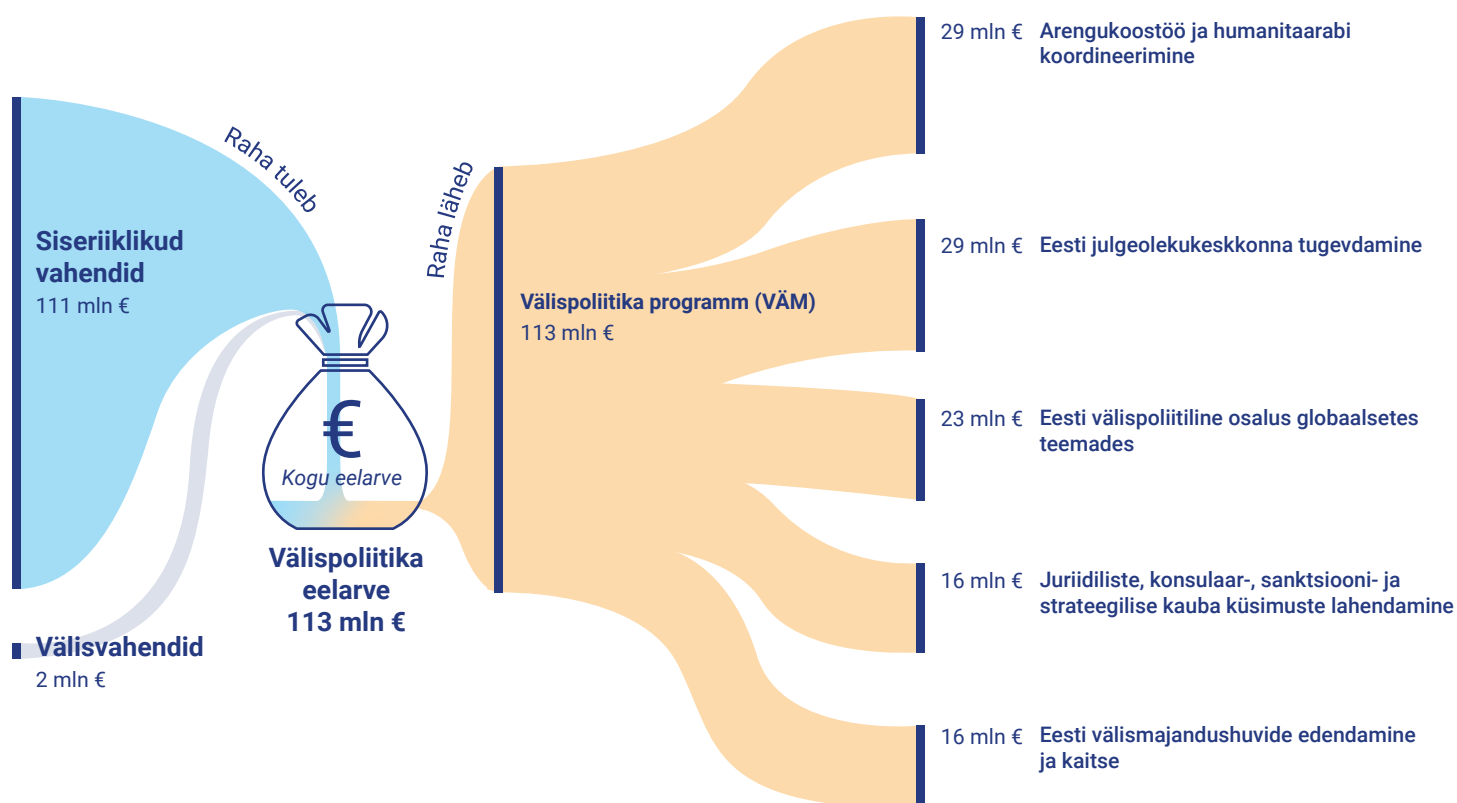 Raha tuleb
Siseriiklikud
vahendid
111 mln €
Välisvahendid
2 mln €
€
Kogu eelarve
Välispoliitika
eelarve
113 mln €
Raha läheb
Välispoliitika programm (VÄM)
113 mln €
29 mln € Arengukoostöö ja humanitaarabi
koordineerimine
29 mln € Eesti julgeolekukeskkonna tugevdamine
23 mln € Eesti välispoliitiline osalus globaalsetes
teemades
16 mln € Juriidiliste, konsulaar-, sanktsiooni- ja
strateegilise kauba küsimuste lahendamine
16 mln € Eesti välismajandushuvide edendamine
ja kaitse